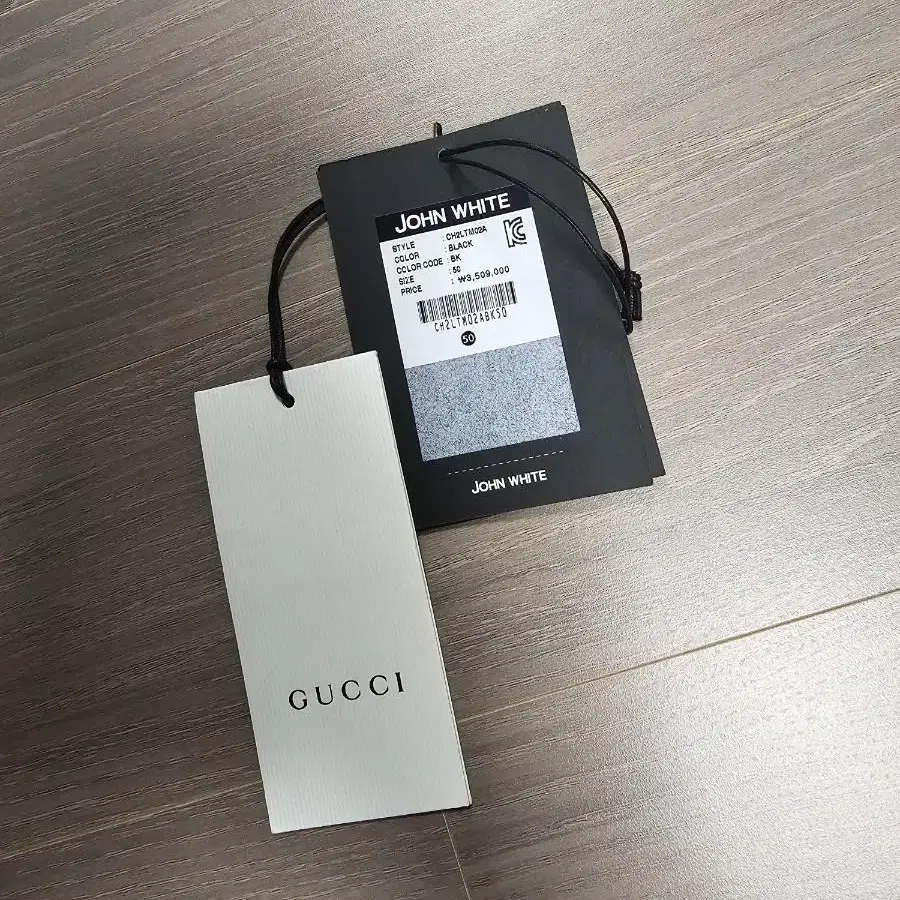 JOHN WHITE
STYLE : CH2LTM02A
COLOR : BLACK
COLOR CODE : BK
SIZE : 50
PRICE : ₩3,509,000
CH2LTM02ABK50
50
JOHN WHITE
GUCCI